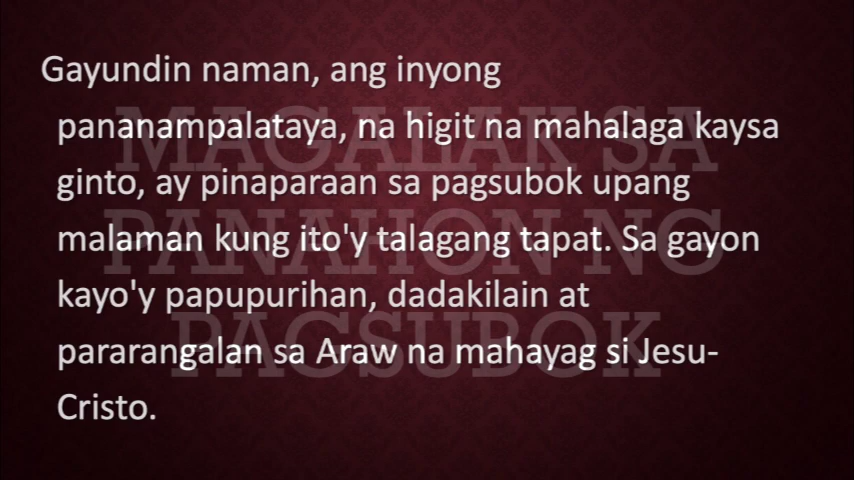 Gayundin naman, ang inyong
pananampalataya, na higit na mahalaga kaysa
ginto, ay pinaparaan sa pagsubok upang
malaman kung ito'y talagang tapat. Sa gayon
kayo'y papupurihan, dadakilain at
pararangalan sa Araw na mahayag si Jesu-
Cristo.
MAGALAK SA
PANAHON NG
PAGSUBOK